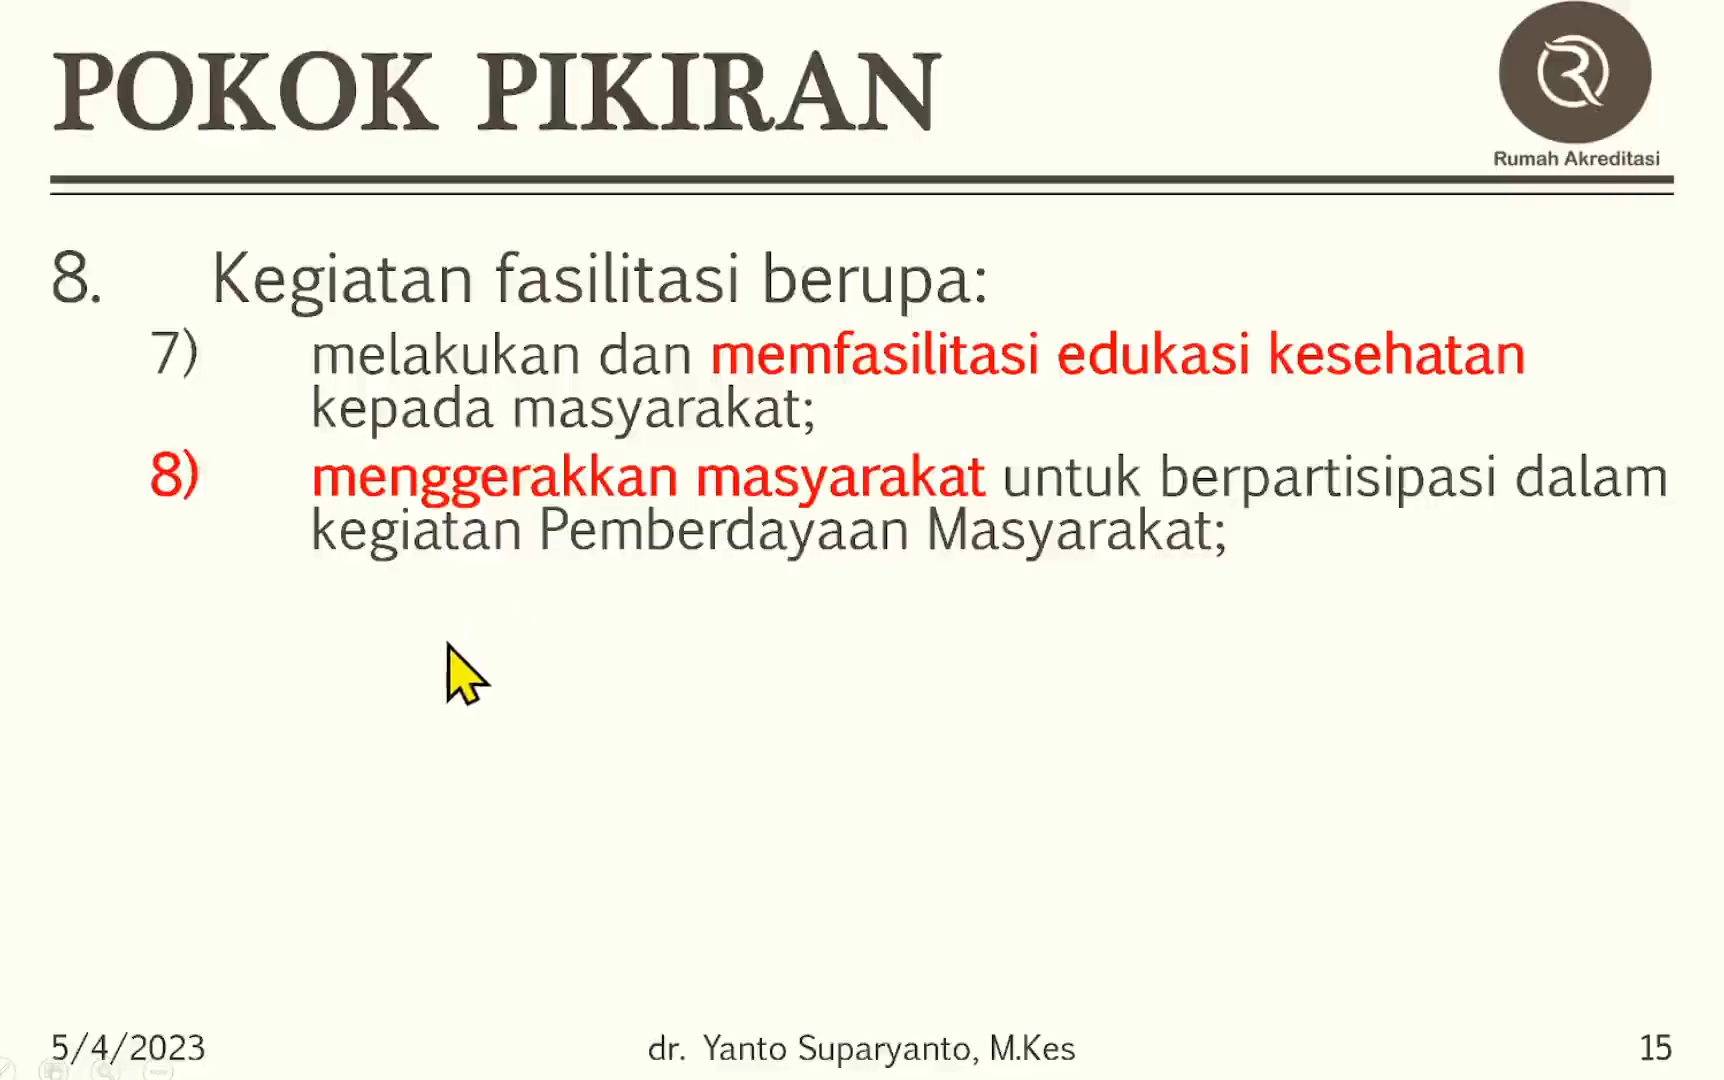 POKOK PIKIRAN
Rumah Akreditasi
8. Kegiatan fasilitasi berupa:
7) melakukan dan memfasilitasi edukasi kesehatan
kepada masyarakat;
8) menggerakkan masyarakat untuk berpartisipasi dalam
kegiatan Pemberdayaan Masyarakat;
5/4/2023 dr. Yanto Suparyanto, M.Kes 15